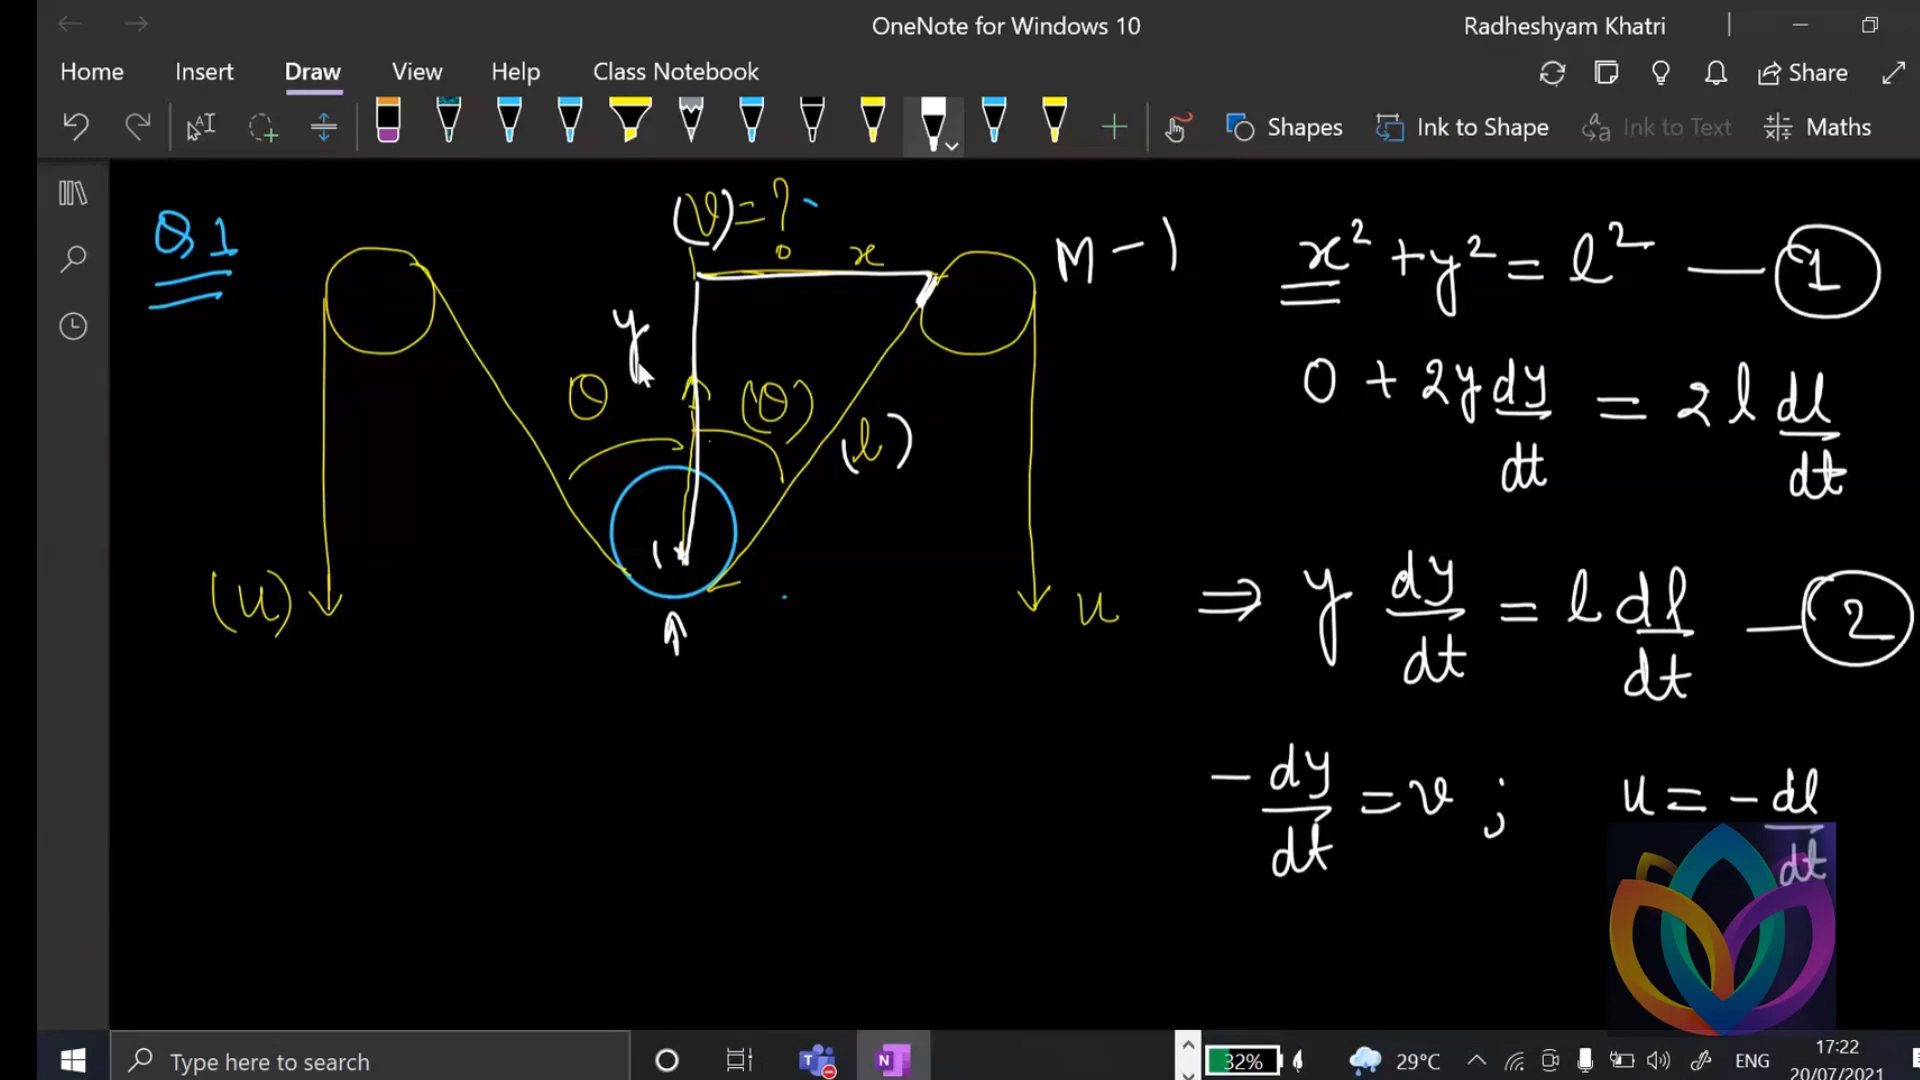 OneNote for Windows 10
Radheshyam Khatri
Home Insert Draw View Help Class Notebook
Share
Shapes Ink to Shape Ink to Text Maths
Q 1
(v) = ?
x
M - 1
y
θ (θ)
(l)
(u)
u
x² + y² = l² — 1
0 + 2y dy/dt = 2l dl/dt
⇒ y dy/dt = l dl/dt — 2
- dy/dt = v ; u = - dl/dt
Type here to search
32%
29°C
ENG
17:22
20/07/2021